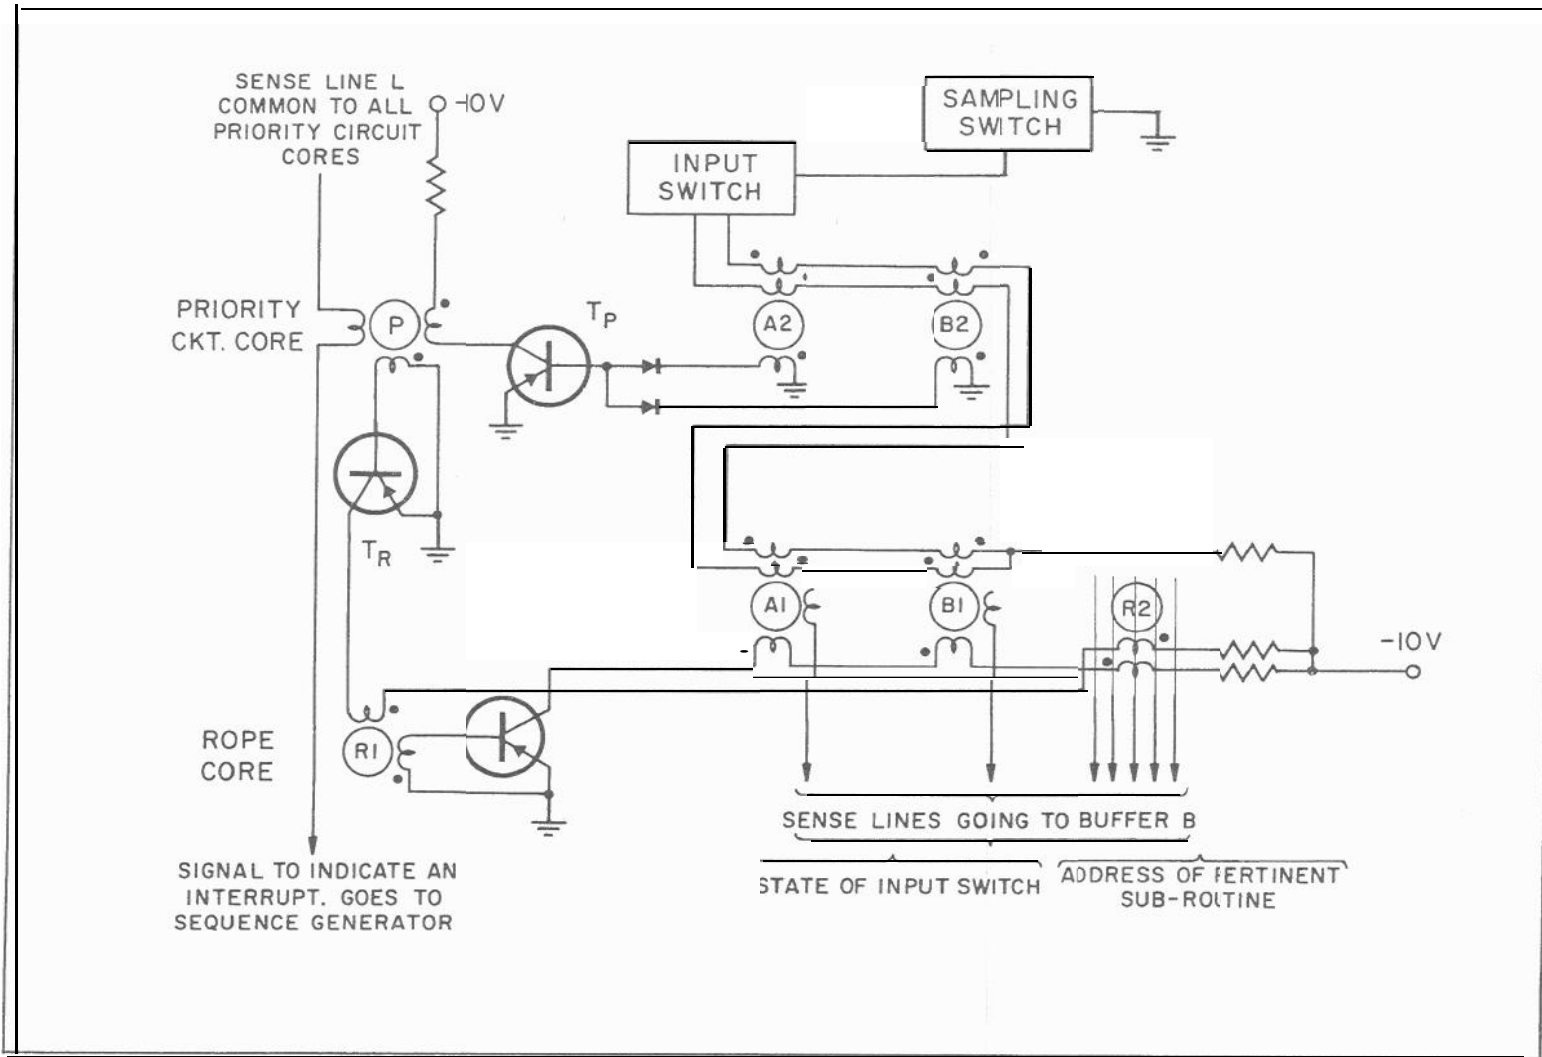 SENSE LINE L
COMMON TO ALL
PRIORITY CIRCUIT
CORES
-10V
SAMPLING
SWITCH
INPUT
SWITCH
PRIORITY
CKT. CORE
P
TP
A2
B2
TR
A1
B1
R2
-10V
ROPE
CORE
R1
SENSE LINES GOING TO BUFFER B
SIGNAL TO INDICATE AN
INTERRUPT. GOES TO
SEQUENCE GENERATOR
STATE OF INPUT SWITCH
ADDRESS OF PERTINENT
SUB-ROUTINE